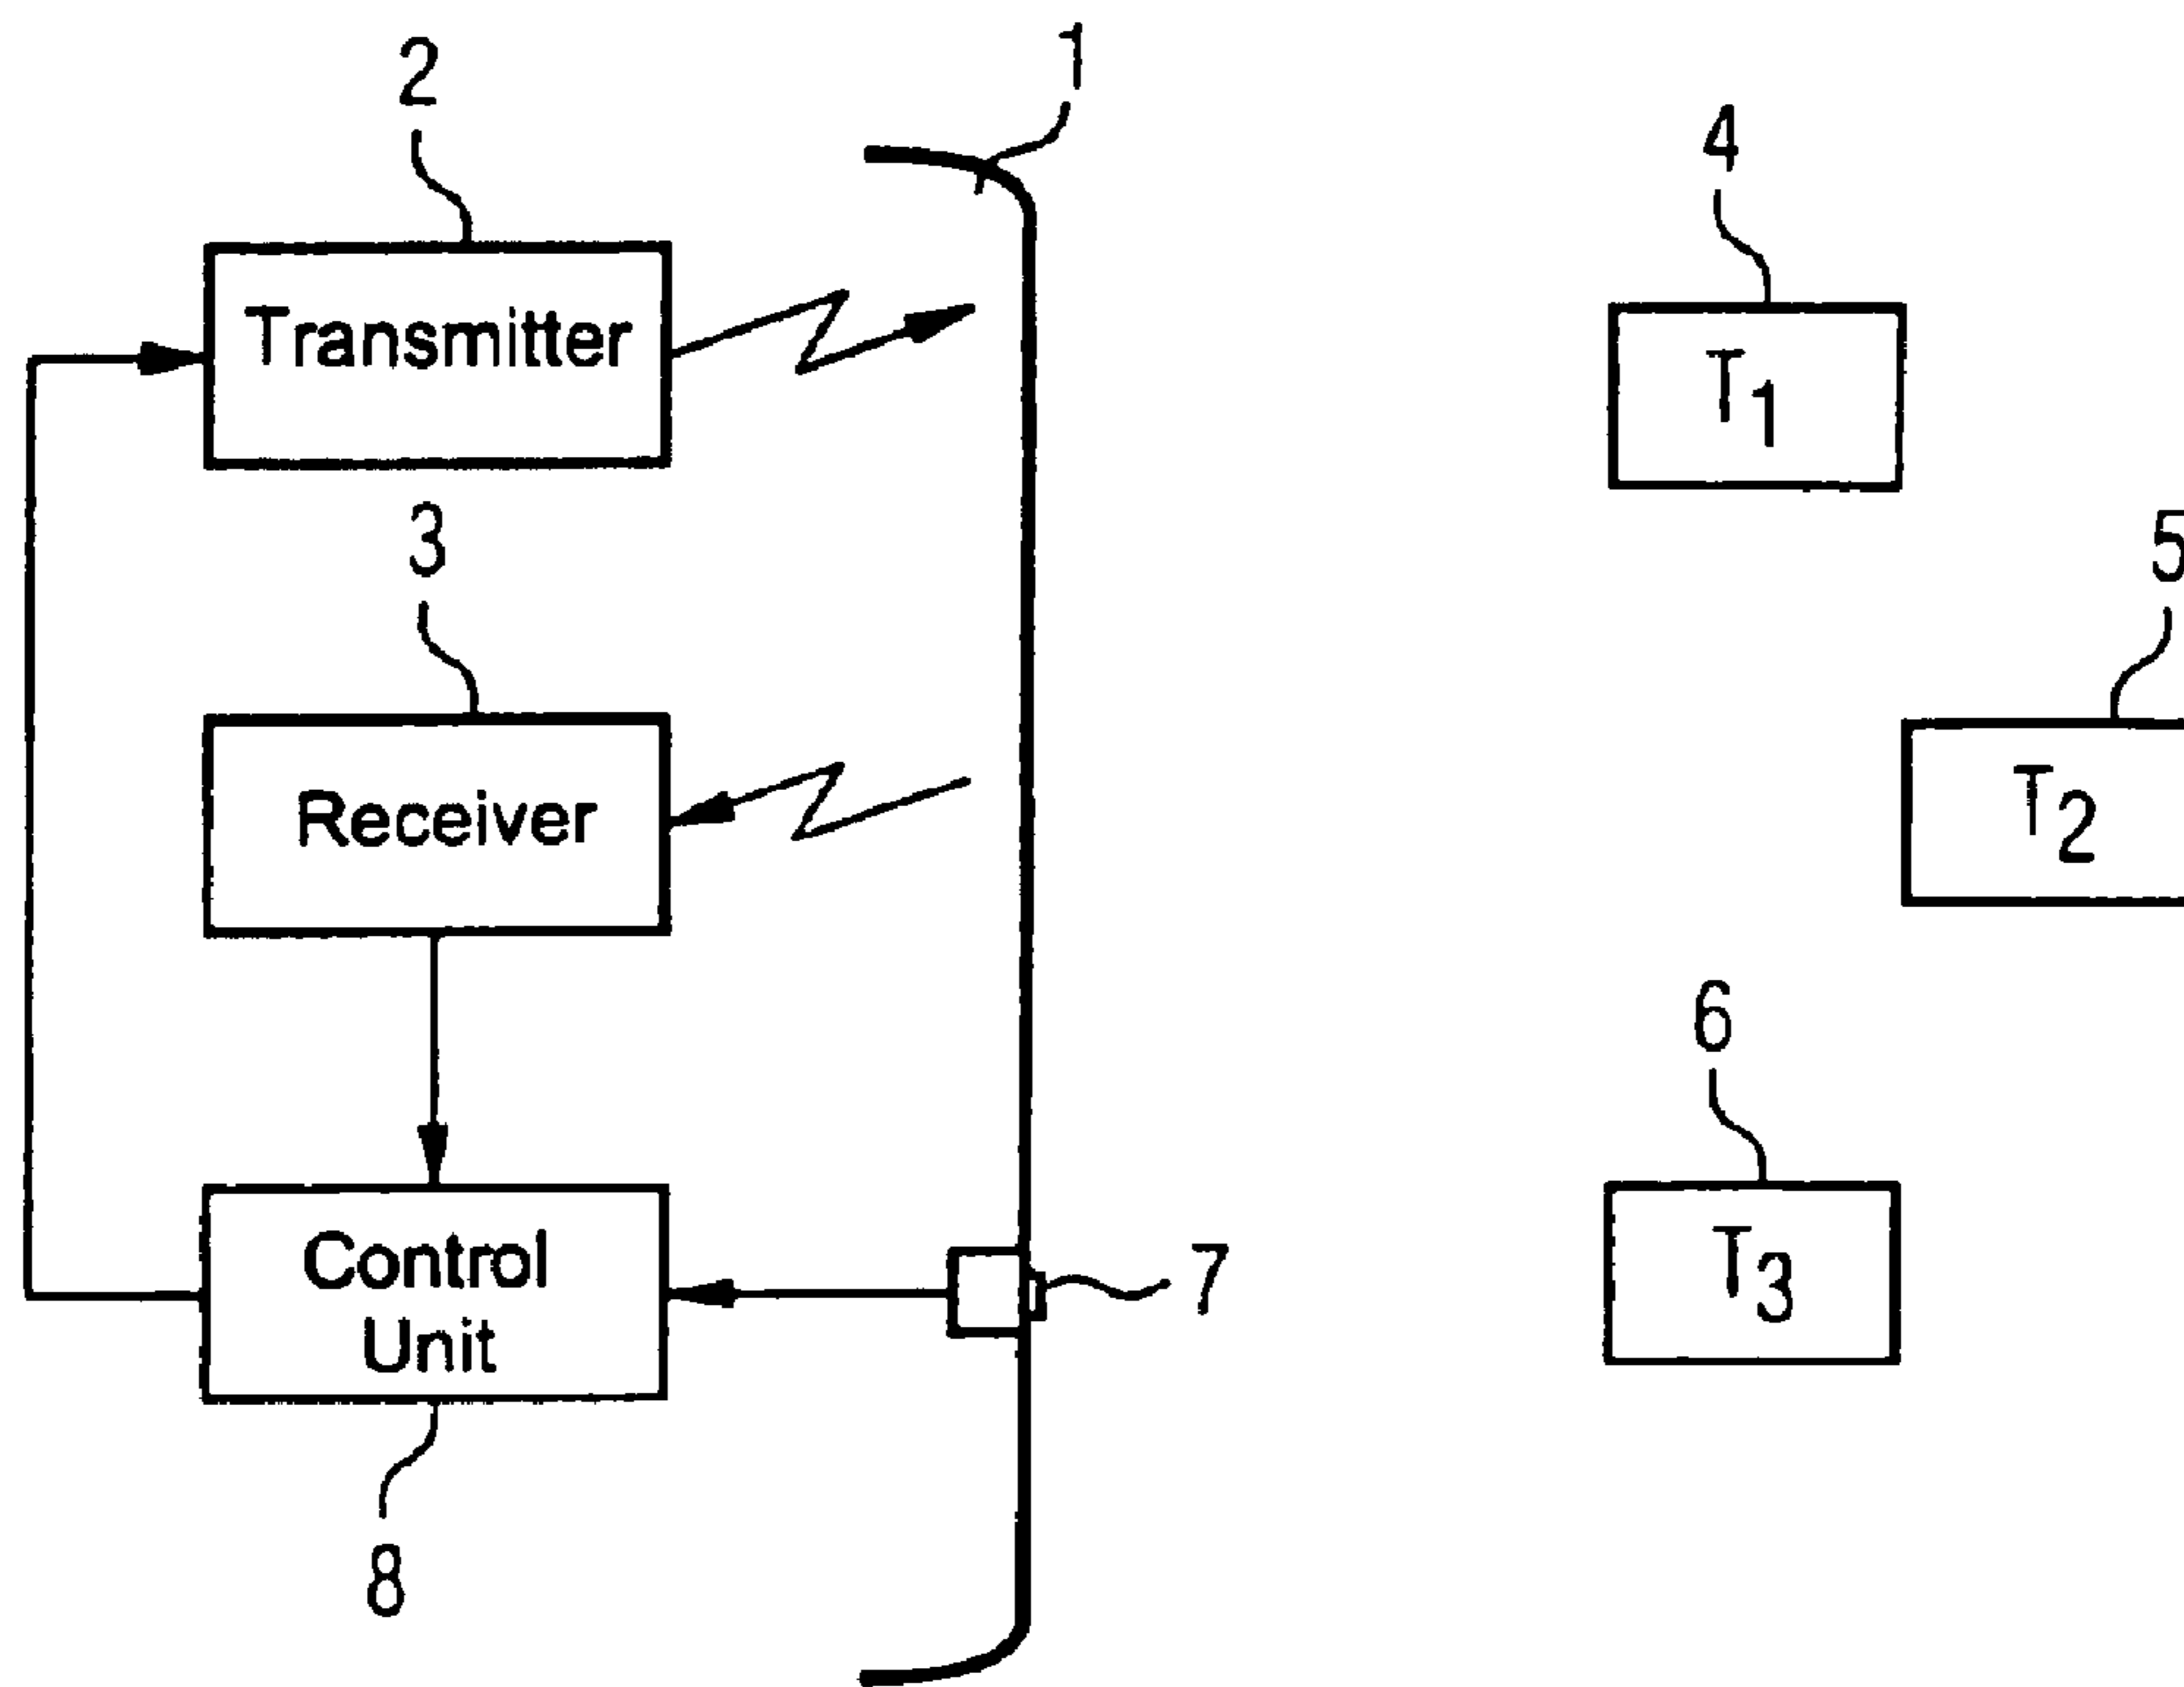 1
2
Transmitter
3
Receiver
Control
Unit
8
7
4
T1
5
T2
6
T3